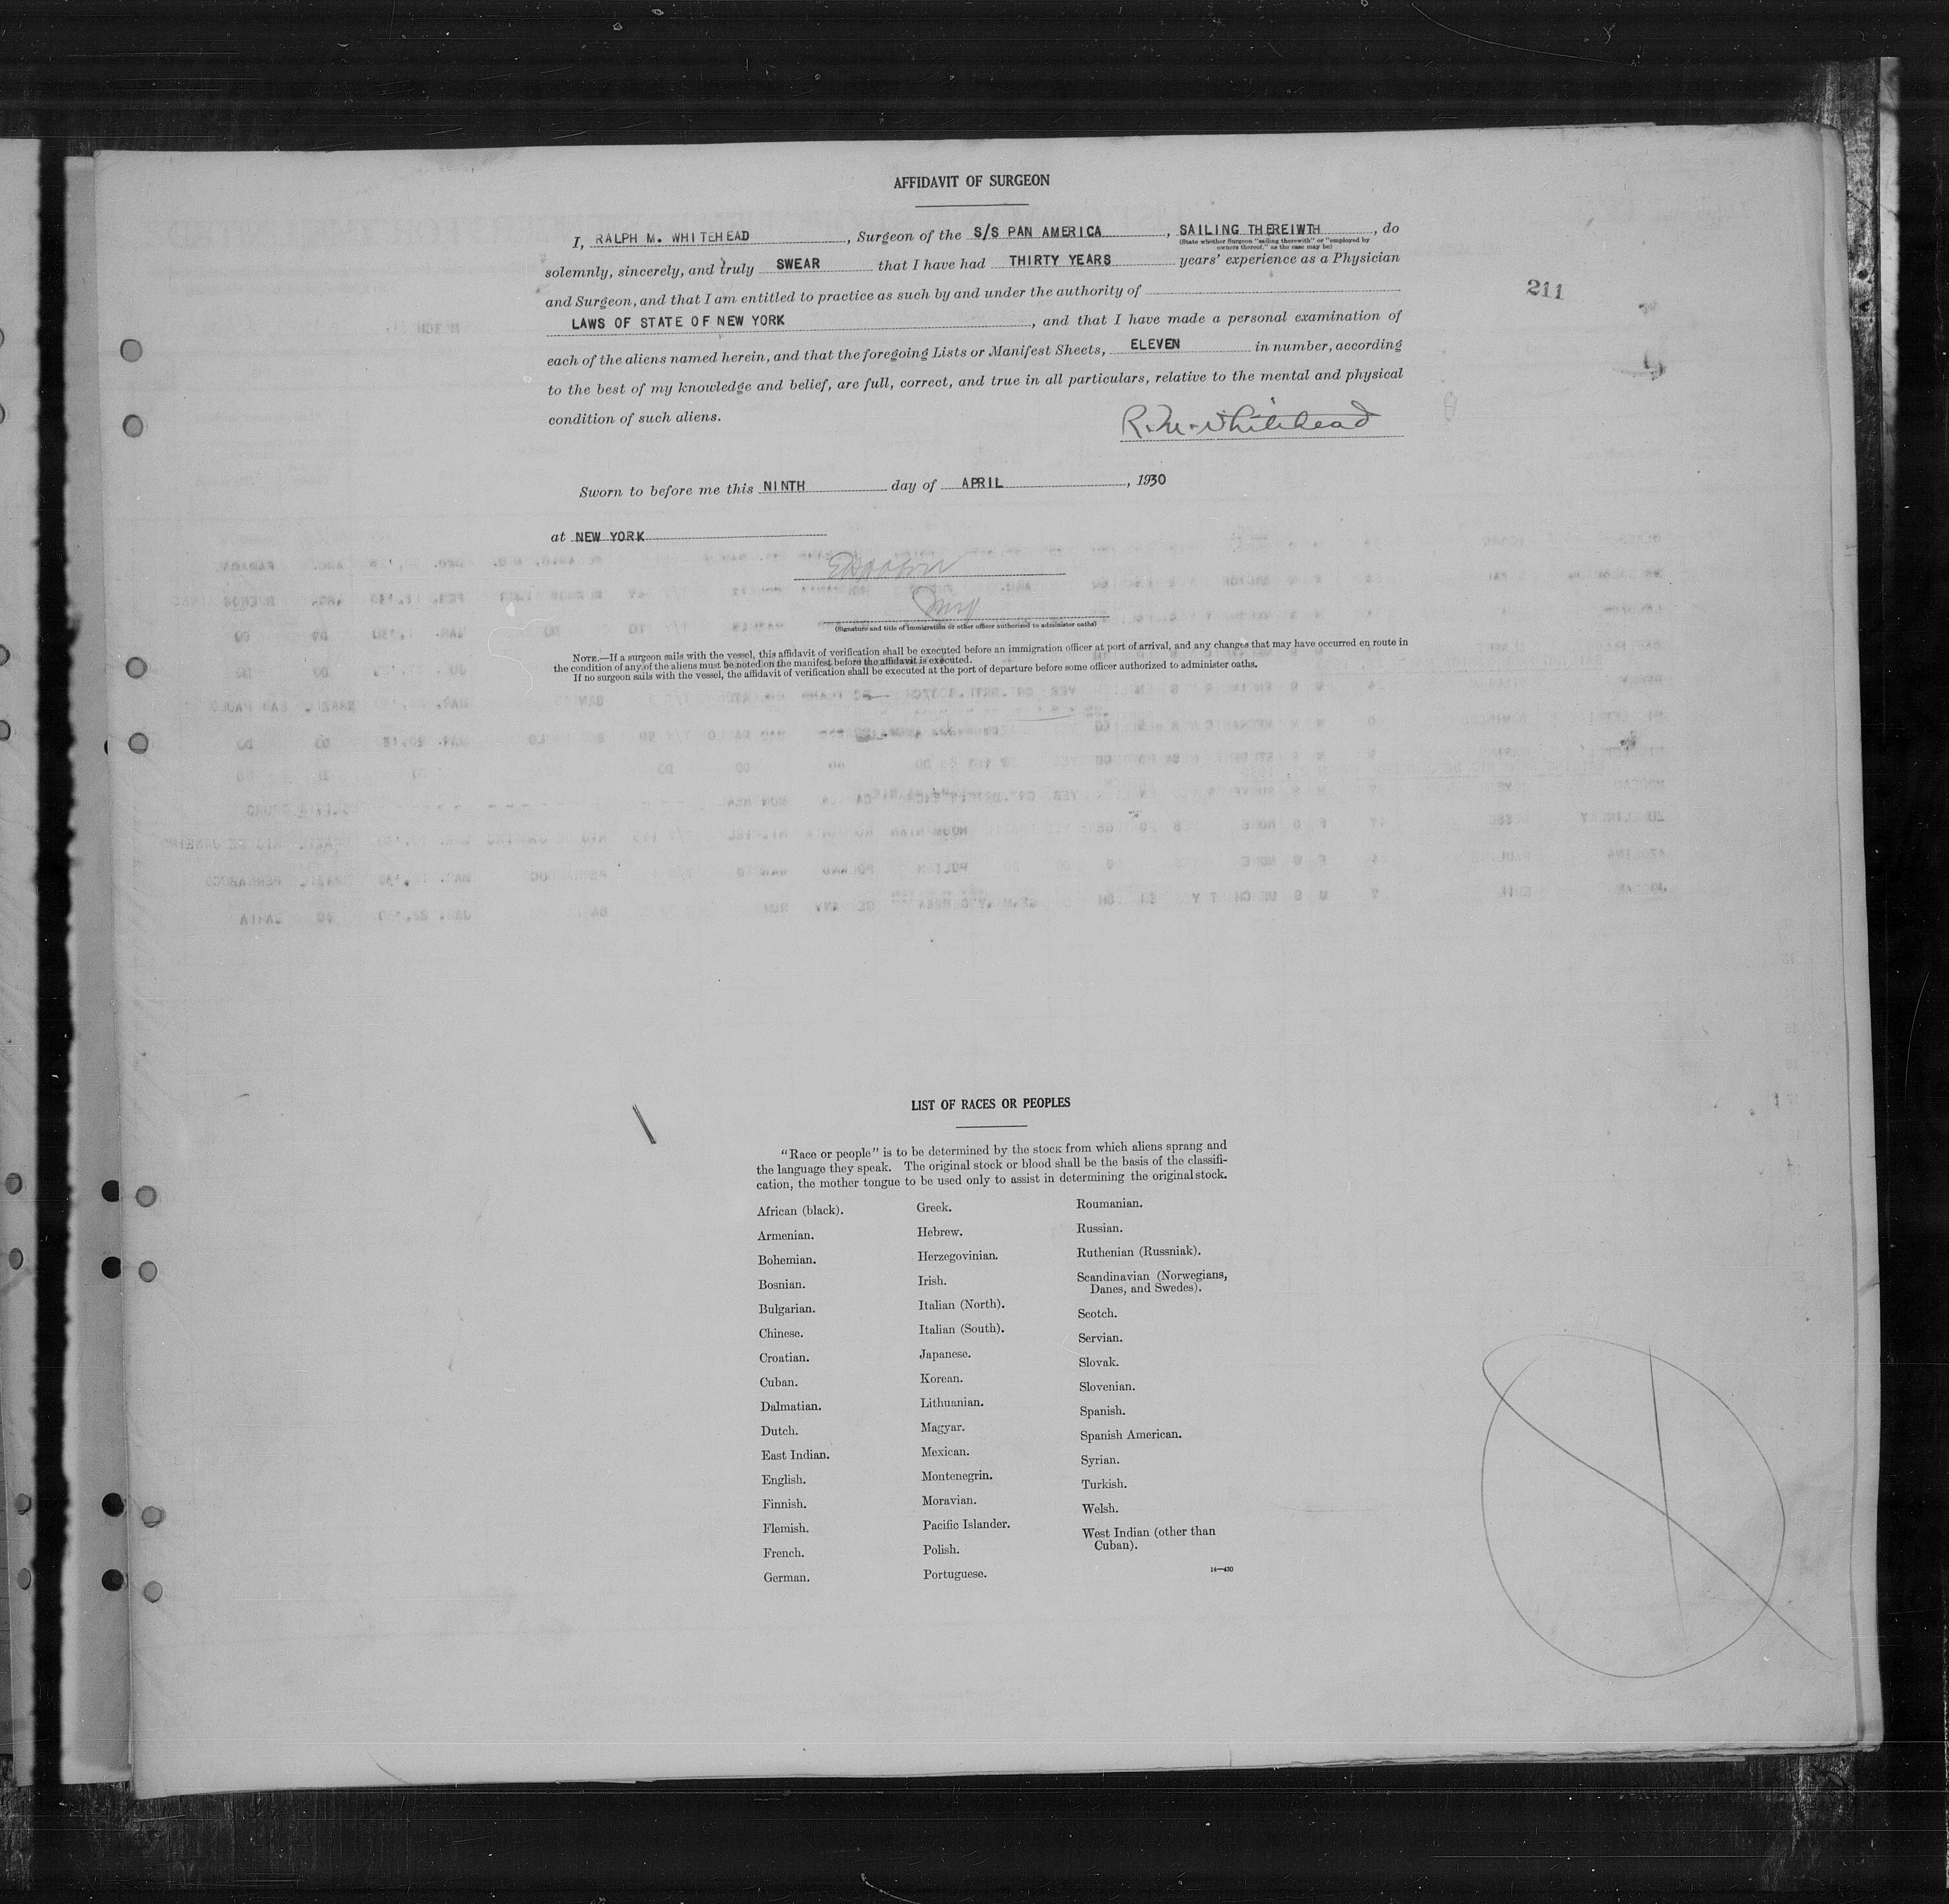 AFFIDAVIT OF SURGEON
I, RALPH M. WHITEHEAD, Surgeon of the S/S PAN AMERICA, SAILING THEREIWTH, do
(State whether Surgeon "sailing therewith" or "employed by
owners thereof," as the case may be)
solemnly, sincerely, and truly SWEAR that I have had THIRTY YEARS years' experience as a Physician
and Surgeon, and that I am entitled to practice as such by and under the authority of
211
LAWS OF STATE OF NEW YORK, and that I have made a personal examination of
each of the aliens named herein, and that the foregoing Lists or Manifest Sheets, ELEVEN in number, according
to the best of my knowledge and belief, are full, correct, and true in all particulars, relative to the mental and physical
condition of such aliens.
R. M. Whitehead
Sworn to before me this NINTH day of APRIL, 1930
at NEW YORK
(Signature and title of immigration or other officer authorized to administer oaths)
NOTE.—If a surgeon sails with the vessel, this affidavit of verification shall be executed before an immigration officer at port of arrival, and any changes that may have occurred en route in
the condition of any of the aliens must be noted on the manifest before the affidavit is executed.
If no surgeon sails with the vessel, the affidavit of verification shall be executed at the port of departure before some officer authorized to administer oaths.
LIST OF RACES OR PEOPLES
"Race or people" is to be determined by the stock from which aliens sprang and
the language they speak. The original stock or blood shall be the basis of the classifi-
cation, the mother tongue to be used only to assist in determining the original stock.
African (black).
Armenian.
Bohemian.
Bosnian.
Bulgarian.
Chinese.
Croatian.
Cuban.
Dalmatian.
Dutch.
East Indian.
English.
Finnish.
Flemish.
French.
German.
Greek.
Hebrew.
Herzegovinian.
Irish.
Italian (North).
Italian (South).
Japanese.
Korean.
Lithuanian.
Magyar.
Mexican.
Montenegrin.
Moravian.
Pacific Islander.
Polish.
Portuguese.
Roumanian.
Russian.
Ruthenian (Russniak).
Scandinavian (Norwegians,
Danes, and Swedes).
Scotch.
Servian.
Slovak.
Slovenian.
Spanish.
Spanish American.
Syrian.
Turkish.
Welsh.
West Indian (other than
Cuban).
14—430